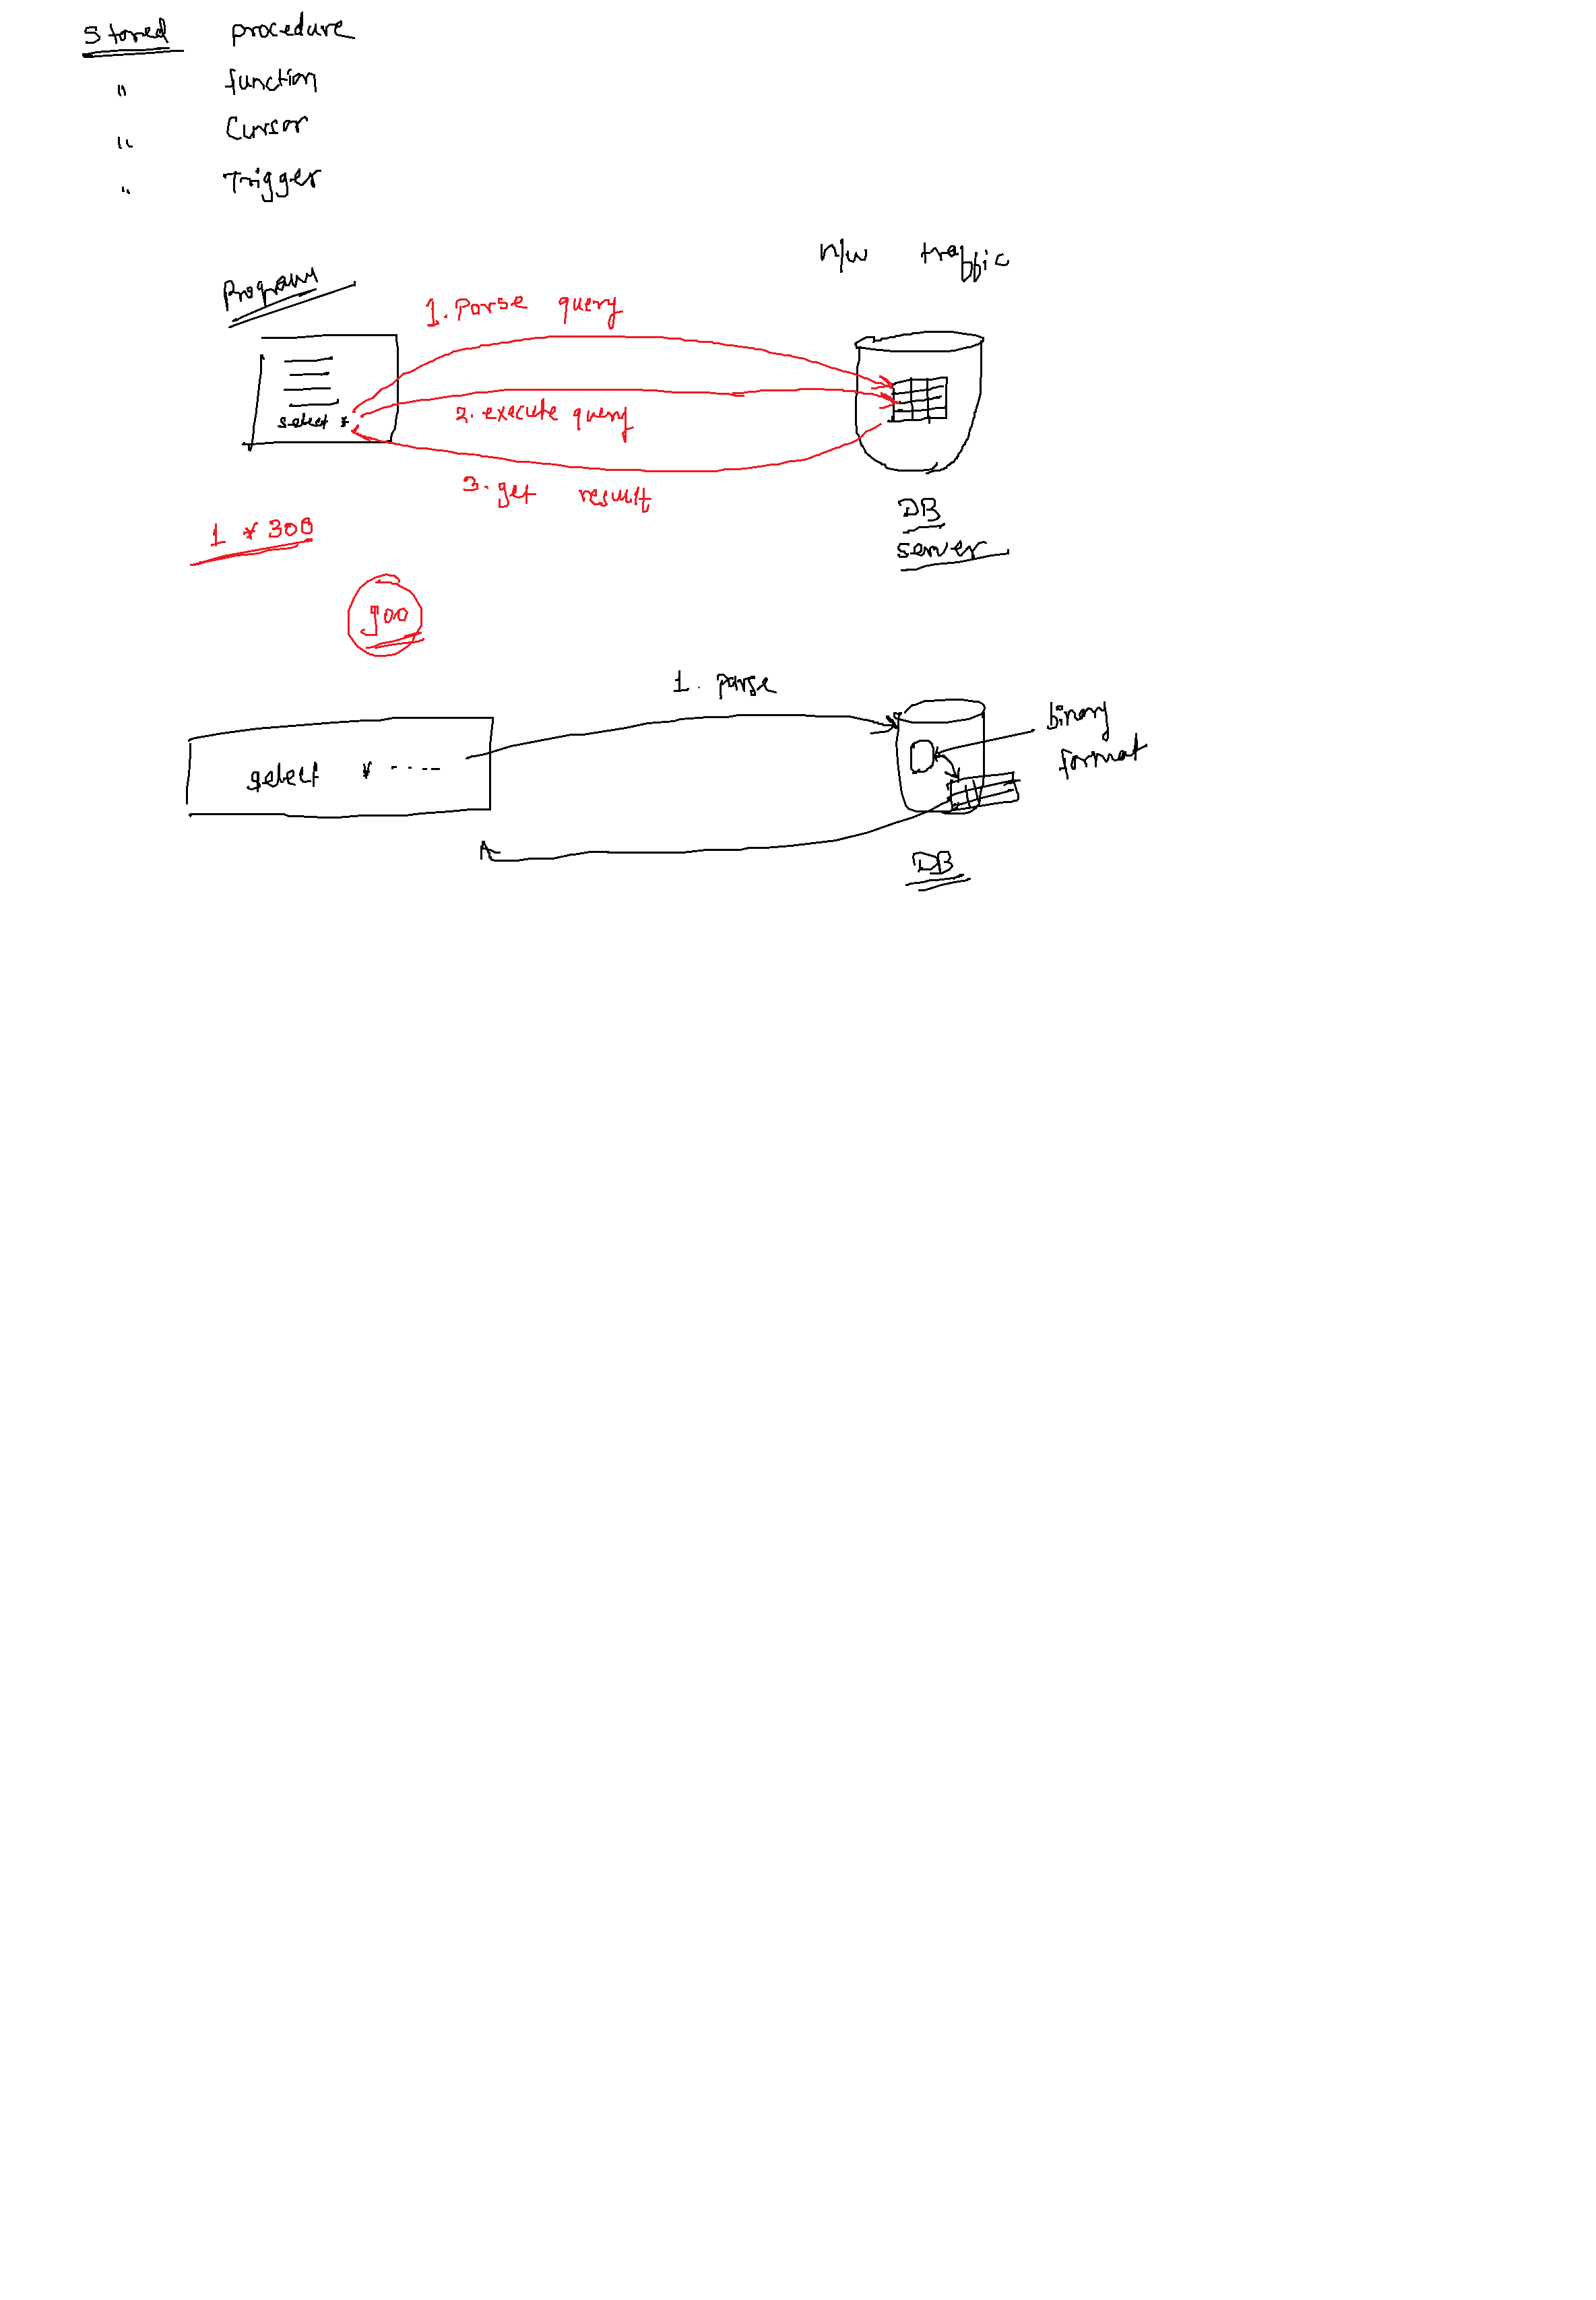 Stored procedure
" function
" Cursor
" Trigger
n/w traffic
Program
1. Parse query
select *
2. execute query
3. get result
DB
server
1 * 300
900
1. parse
select * ----
binary
format
DB